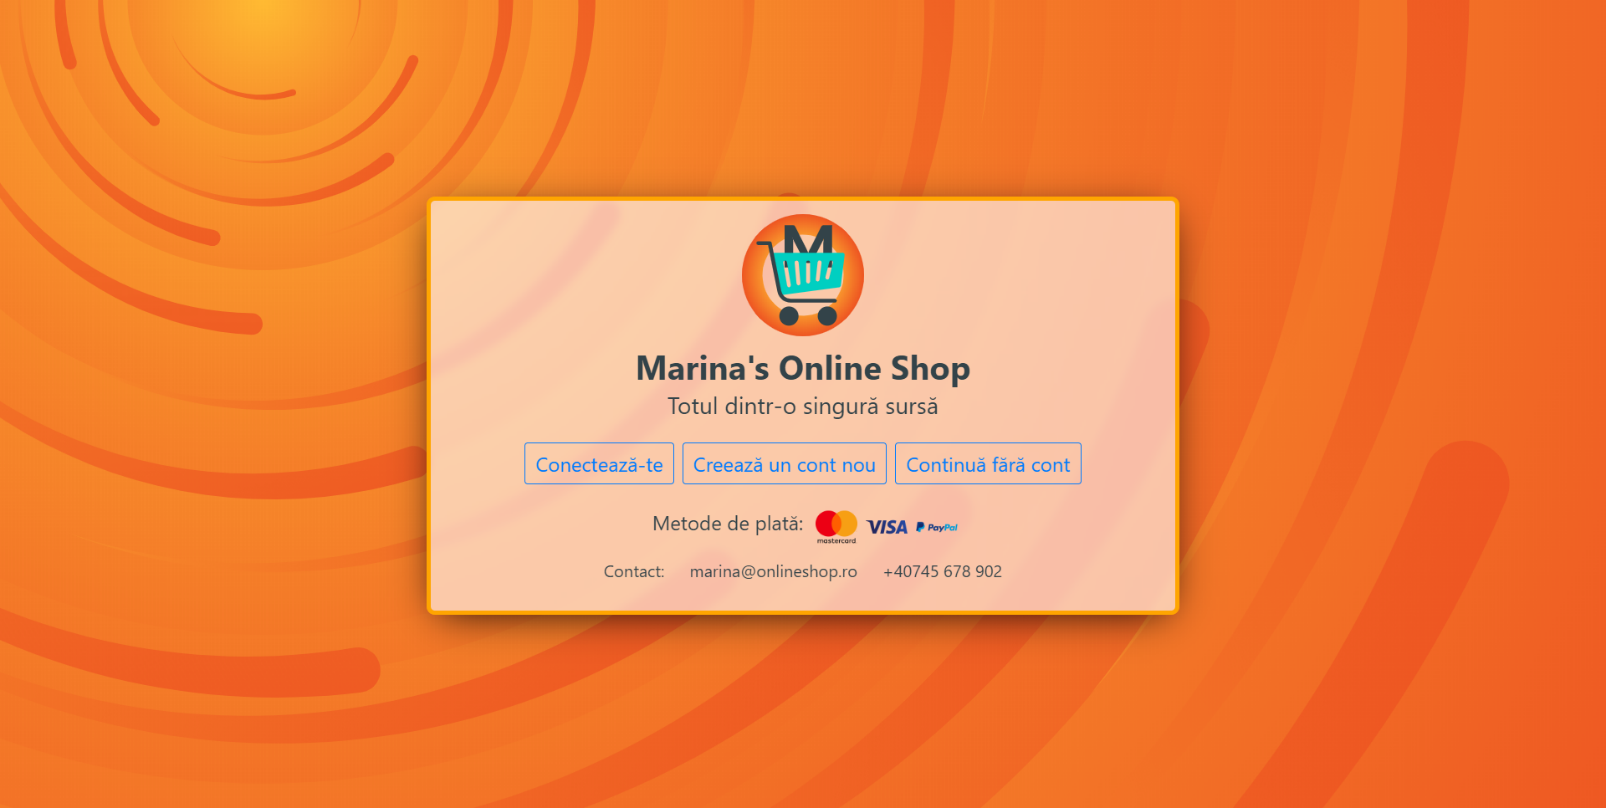 M
Marina's Online Shop
Totul dintr-o singură sursă
Conectează-te Creează un cont nou Continuă fără cont
Metode de plată: mastercard VISA PayPal
Contact: marina@onlineshop.ro +40745 678 902